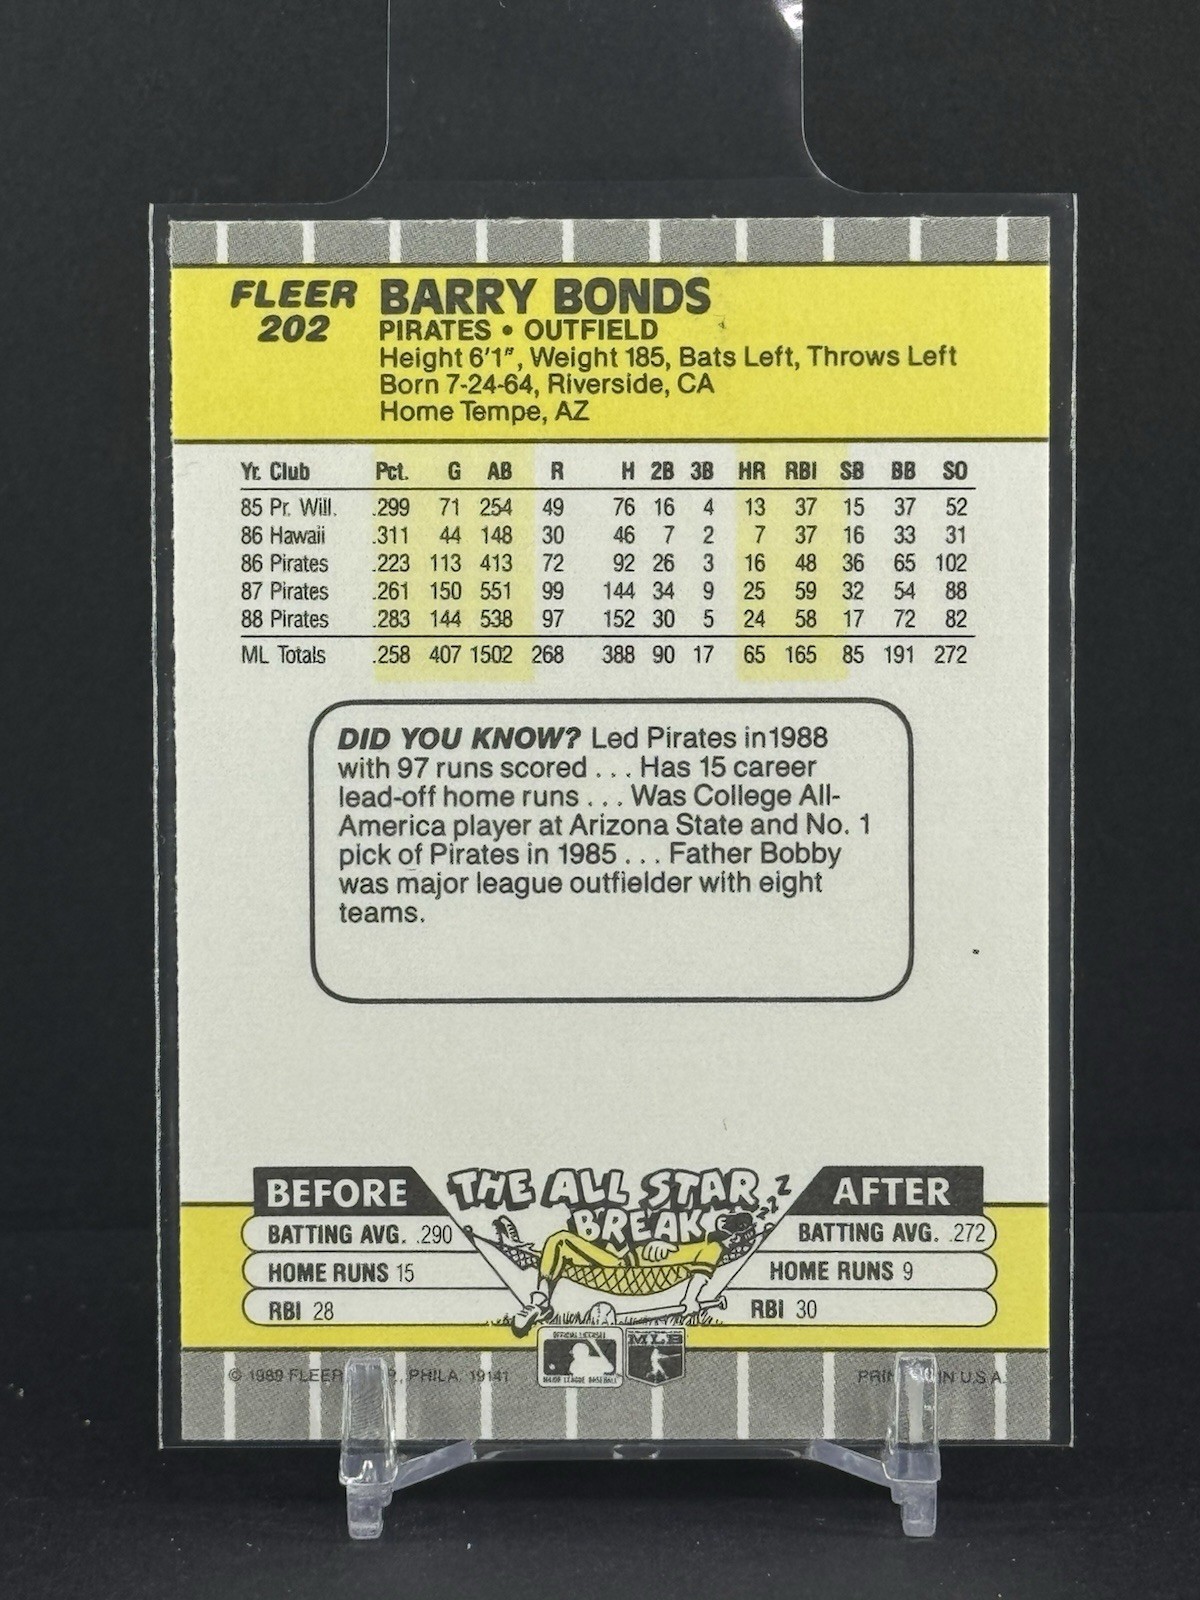 FLEER BARRY BONDS
202 PIRATES • OUTFIELD
Height 6'1", Weight 185, Bats Left, Throws Left
Born 7-24-64, Riverside, CA
Home Tempe, AZ
Yr. Club Pct. G AB R H 2B 3B HR RBI SB BB SO
85 Pr. Will. .299 71 254 49 76 16 4 13 37 15 37 52
86 Hawaii .311 44 148 30 46 7 2 7 37 16 33 31
86 Pirates .223 113 413 72 92 26 3 16 48 36 65 102
87 Pirates .261 150 551 99 144 34 9 25 59 32 54 88
88 Pirates .283 144 538 97 152 30 5 24 58 17 72 82
ML Totals .258 407 1502 268 388 90 17 65 165 85 191 272
DID YOU KNOW? Led Pirates in 1988
with 97 runs scored . . . Has 15 career
lead-off home runs . . . Was College All-
America player at Arizona State and No. 1
pick of Pirates in 1985 . . . Father Bobby
was major league outfielder with eight
teams.
THE ALL STAR
BREAK
Z Z Z Z
BEFORE
BATTING AVG. .290
HOME RUNS 15
RBI 28
AFTER
BATTING AVG. .272
HOME RUNS 9
RBI 30
OFFICIAL LICENSEE
MAJOR LEAGUE BASEBALL
MLB
© 1989 FLEER PHILA. 19141
IN U.S.A.